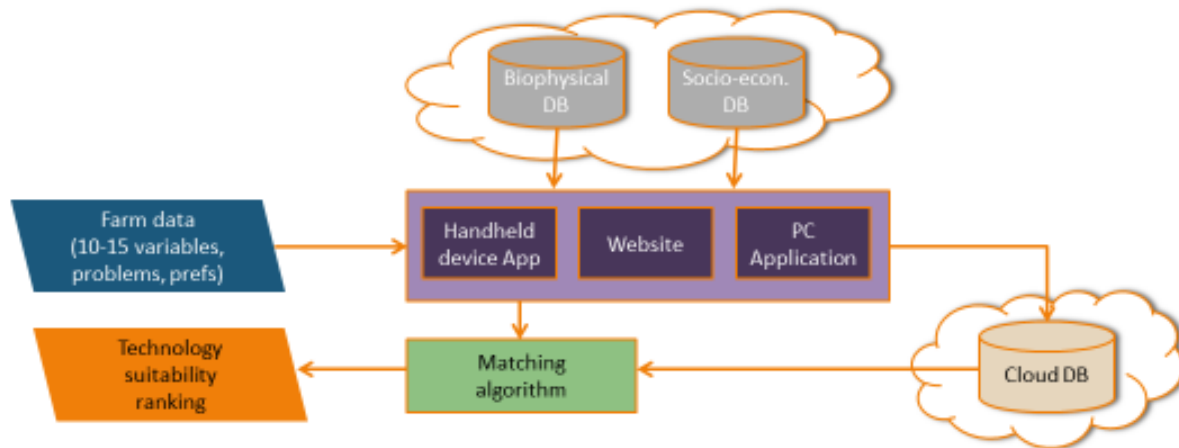 Biophysical
DB
Socio-econ.
DB
Farm data
(10-15 variables,
problems, prefs)
Handheld
device App
Website
PC
Application
Technology
suitability
ranking
Matching
algorithm
Cloud DB